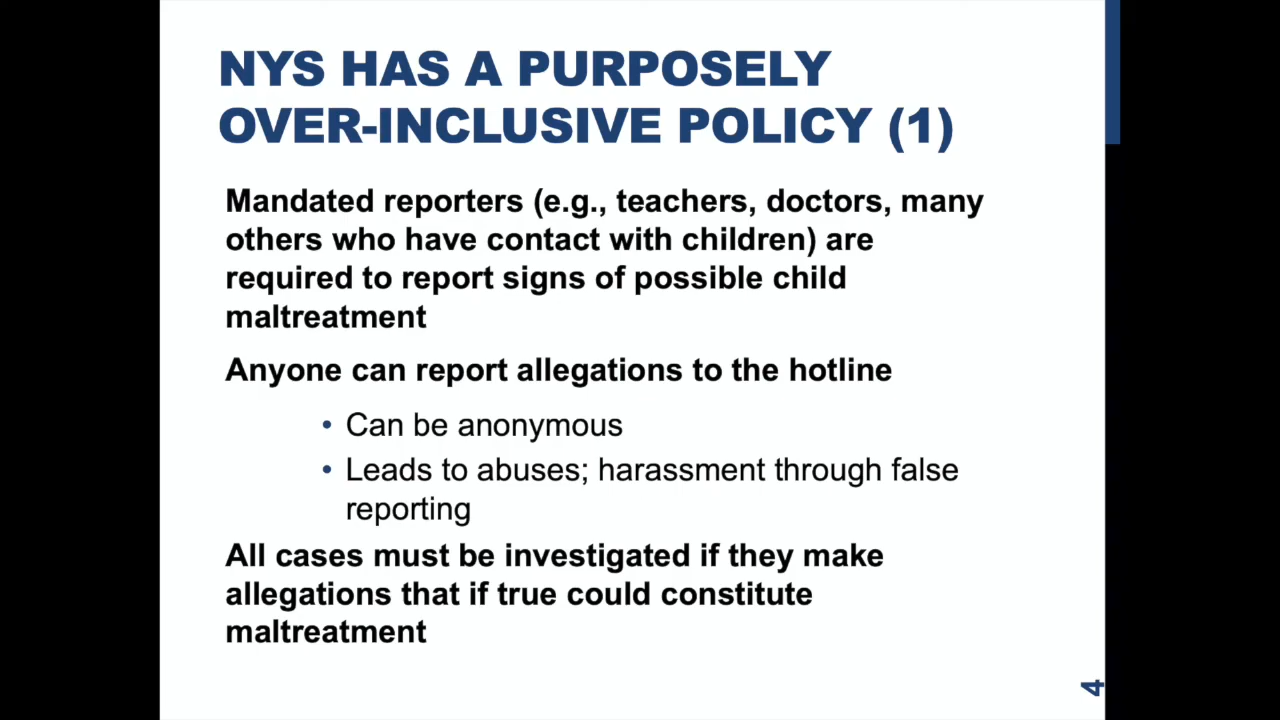 NYS HAS A PURPOSELY
OVER-INCLUSIVE POLICY (1)
Mandated reporters (e.g., teachers, doctors, many
others who have contact with children) are
required to report signs of possible child
maltreatment
Anyone can report allegations to the hotline
• Can be anonymous
• Leads to abuses; harassment through false
reporting
All cases must be investigated if they make
allegations that if true could constitute
maltreatment
4